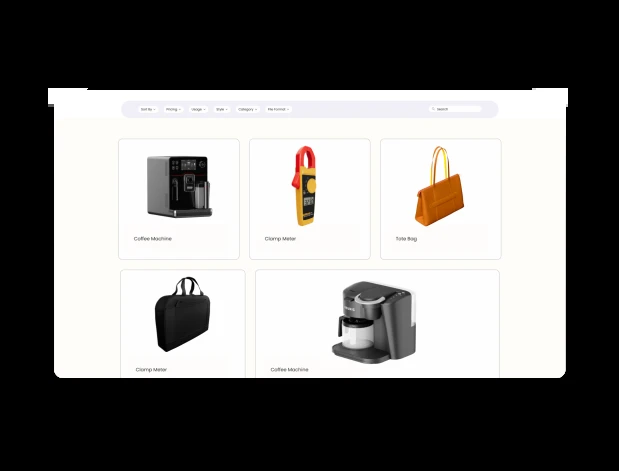 Sort By
Pricing
Usage
Style
Category
File Format
Search
Coffee Machine
Clamp Meter
Tote Bag
Clamp Meter
Coffee Machine